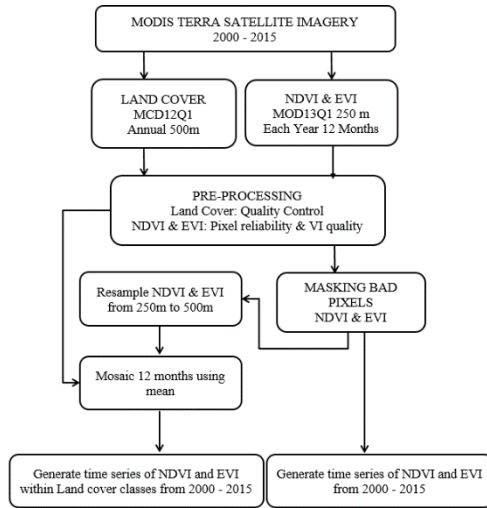 MODIS TERRA SATELLITE IMAGERY
2000 - 2015
LAND COVER
MCD12Q1
Annual 500m
NDVI & EVI
MOD13Q1 250 m
Each Year 12 Months
PRE-PROCESSING
Land Cover: Quality Control
NDVI & EVI: Pixel reliability & VI quality
Resample NDVI & EVI
from 250m to 500m
MASKING BAD
PIXELS
NDVI & EVI
Mosaic 12 months using
mean
Generate time series of NDVI and EVI
within Land cover classes from 2000 - 2015
Generate time series of NDVI and EVI
from 2000 - 2015